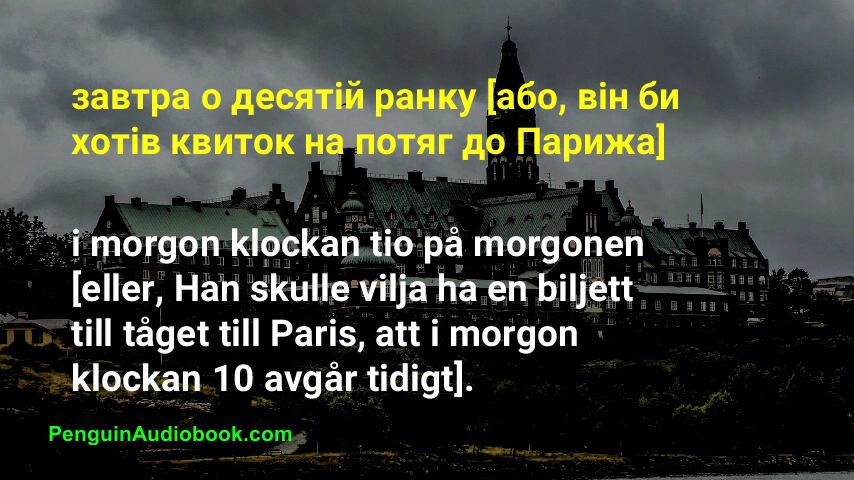 завтра о десятій ранку [або, він би
хотів квиток на потяг до Парижа]
i morgon klockan tio på morgonen
[eller, Han skulle vilja ha en biljett
till tåget till Paris, att i morgon
klockan 10 avgår tidigt].
PenguinAudiobook.com